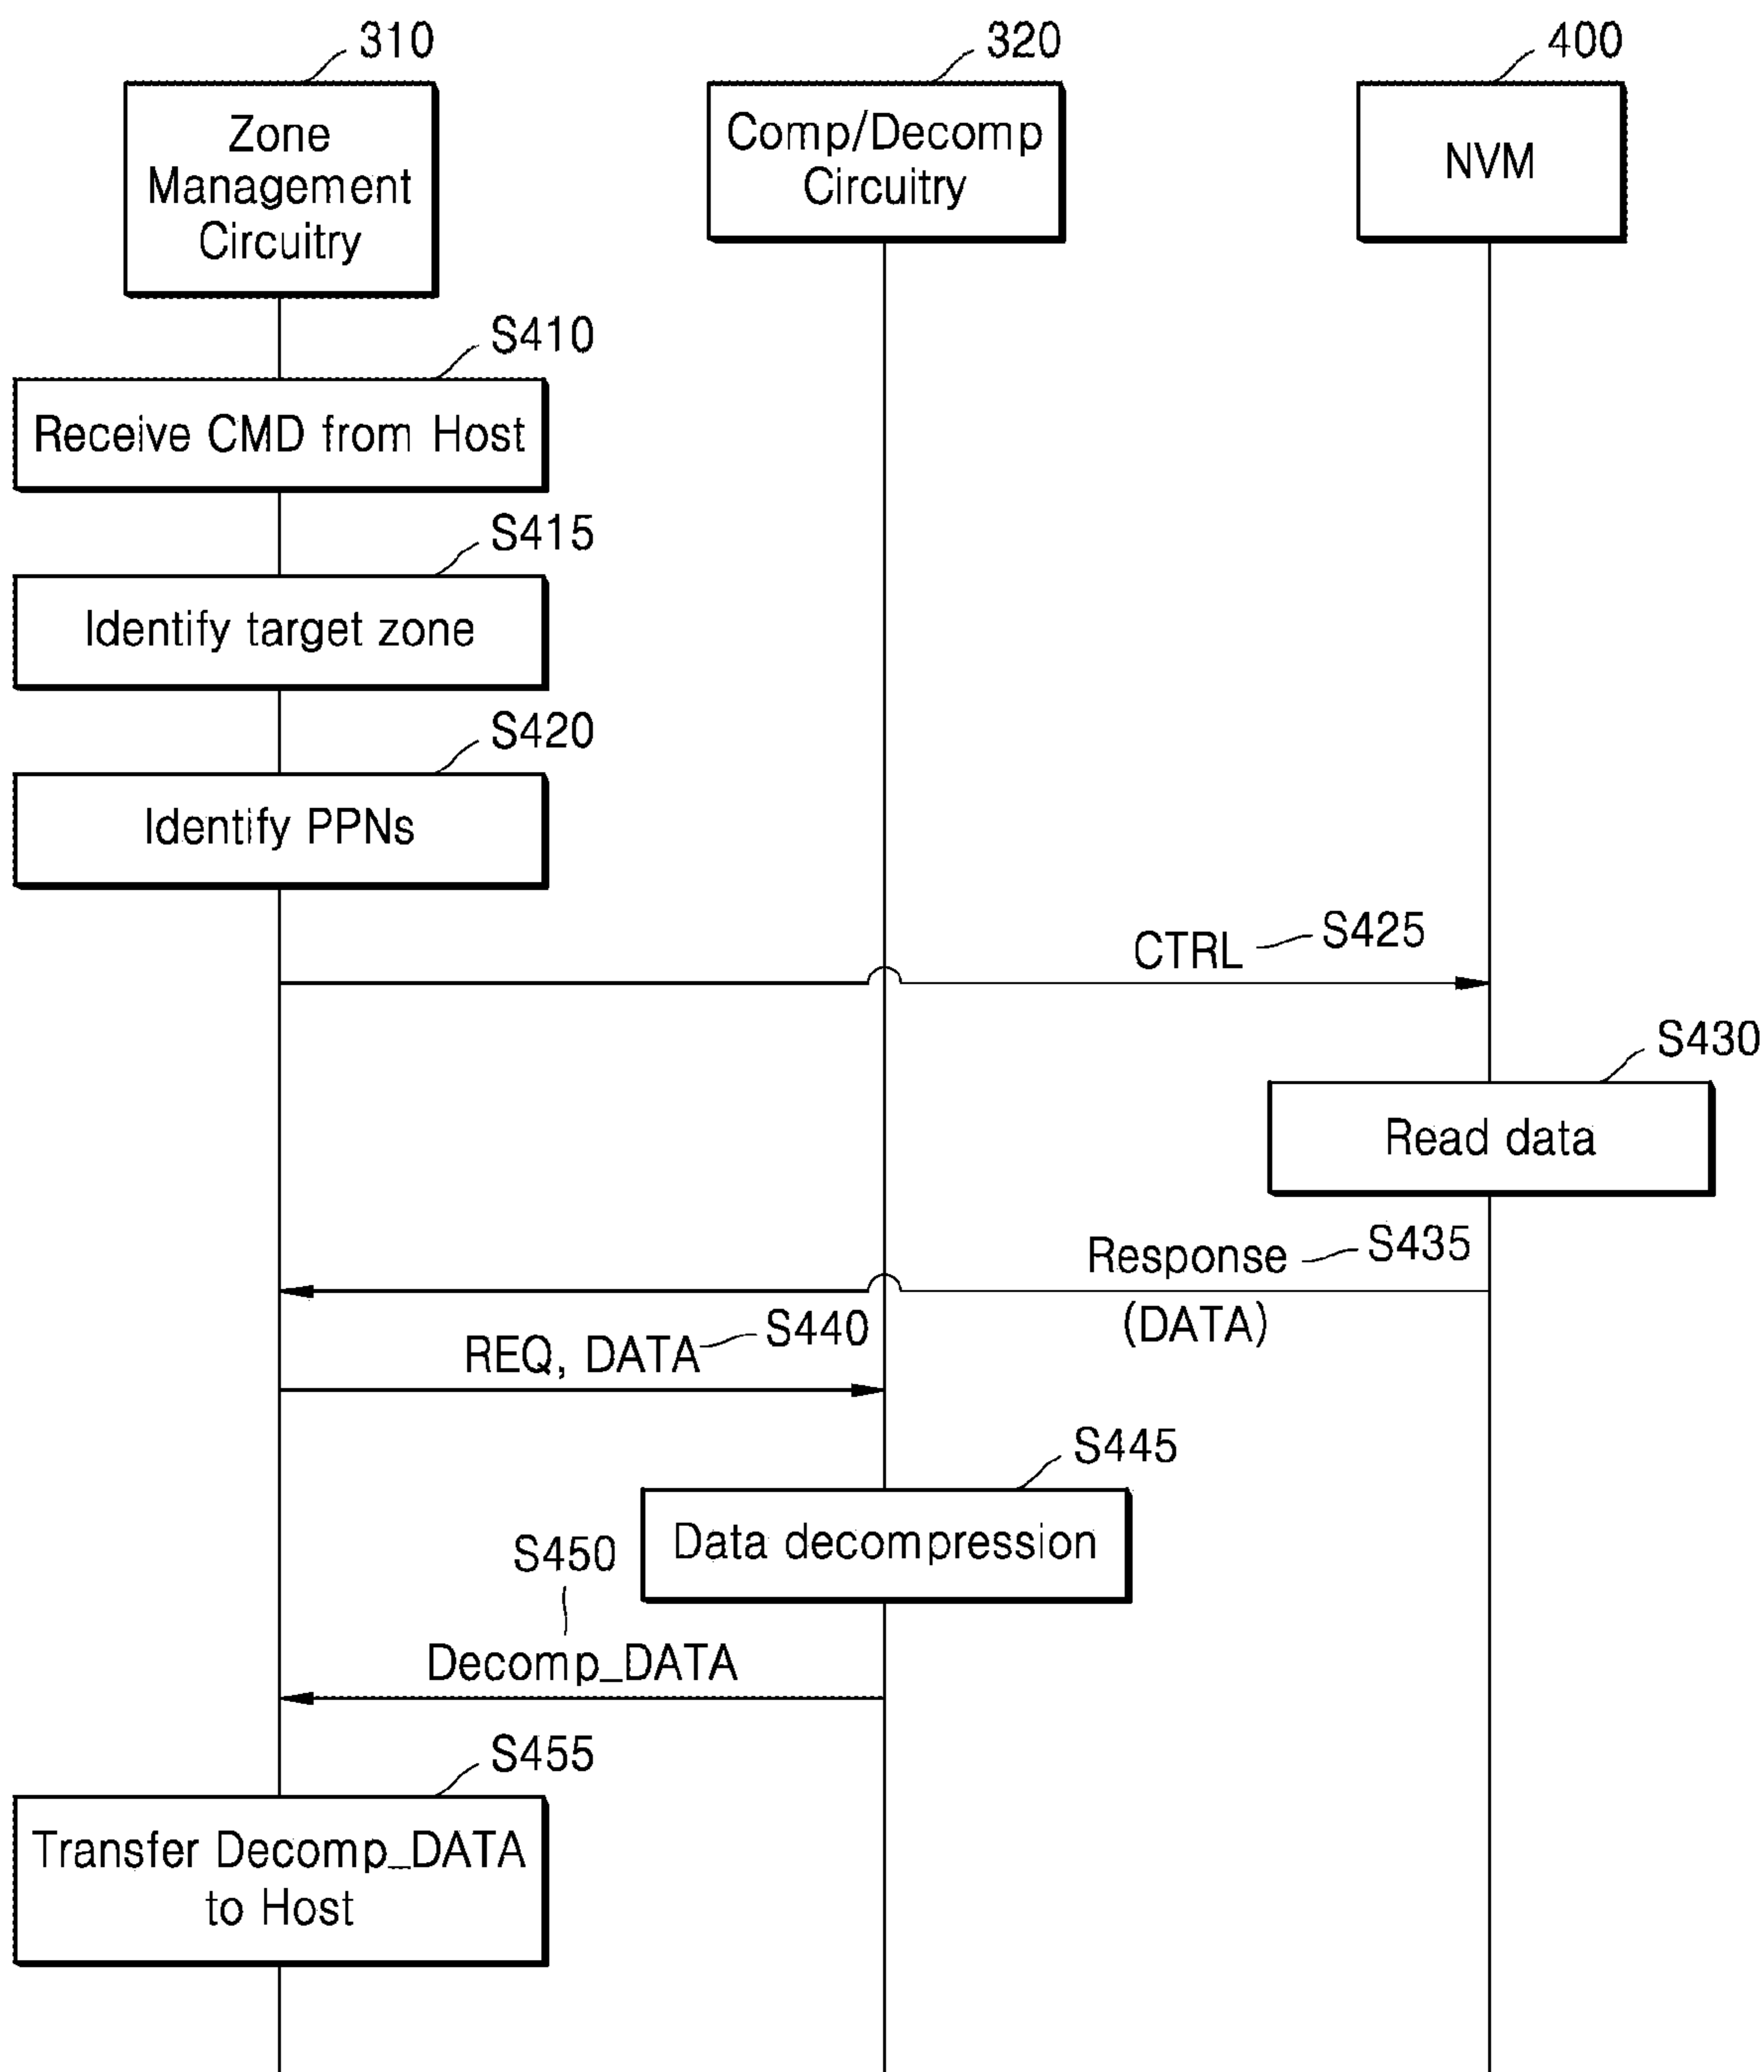 310
320
400
Zone
Management
Circuitry
Comp/Decomp
Circuitry
NVM
S410
Receive CMD from Host
S415
Identify target zone
S420
Identify PPNs
CTRL
S425
S430
Read data
Response
S435
(DATA)
REQ, DATA
S440
S445
Data decompression
S450
Decomp_DATA
S455
Transfer Decomp_DATA
to Host